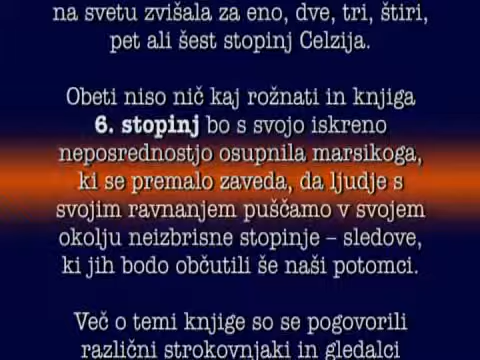 na svetu zvišala za eno, dve, tri, štiri,
pet ali šest stopinj Celzija.
Obeti niso nič kaj rožnati in knjiga
6. stopinj bo s svojo iskreno
neposrednostjo osupnila marsikoga,
ki se premalo zaveda, da ljudje s
svojim ravnanjem puščamo v svojem
okolju neizbrisne stopinje – sledove,
ki jih bodo občutili še naši potomci.
Več o temi knjige so se pogovorili
različni strokovnjaki in gledalci